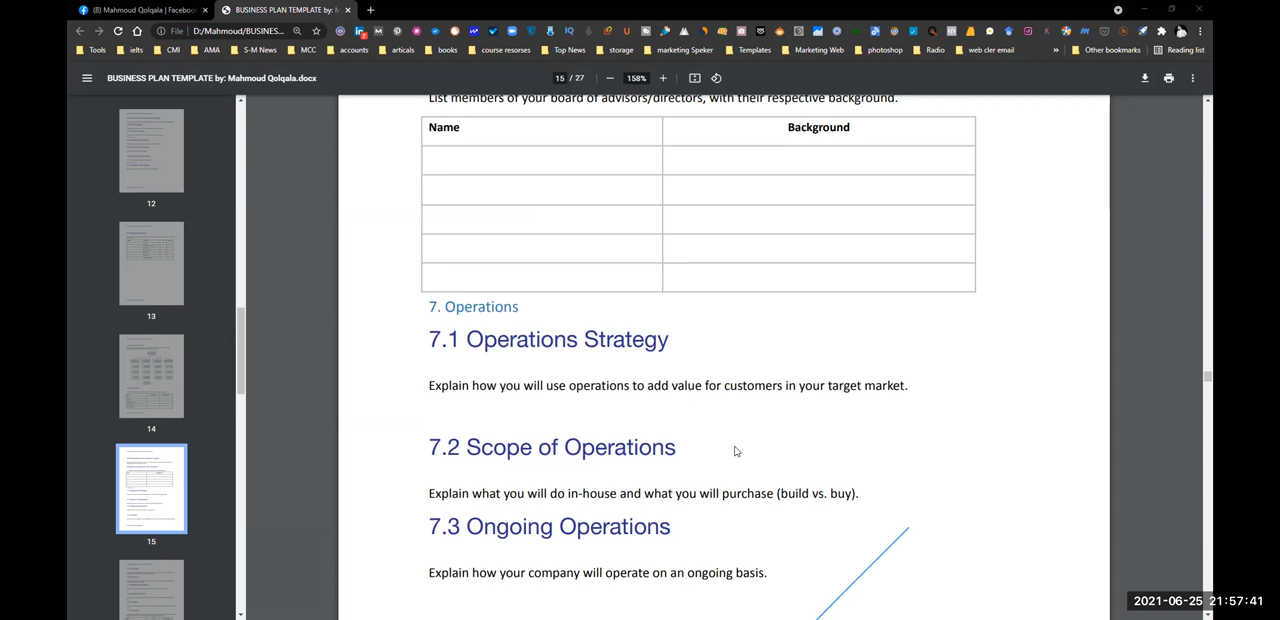 (8) Mahmoud Qolqala | Facebook
BUSINESS PLAN TEMPLATE by: M
File
D:/Mahmoud/BUSINES...
Tools
ielts
CMI
AMA
S-M News
MCC
accounts
articals
books
course resorses
Top News
storage
marketing Speker
Templates
Marketing Web
photoshop
Radio
web cler email
»
Other bookmarks
Reading list
BUSINESS PLAN TEMPLATE by: Mahmoud Qolqala.docx
15 / 27
158%
12
13
14
15
List members of your board of advisors/directors, with their respective background.
Name Background
7. Operations
7.1 Operations Strategy
Explain how you will use operations to add value for customers in your target market.
7.2 Scope of Operations
Explain what you will do in-house and what you will purchase (build vs. buy).
7.3 Ongoing Operations
Explain how your company will operate on an ongoing basis.
2021-06-25 21:57:41